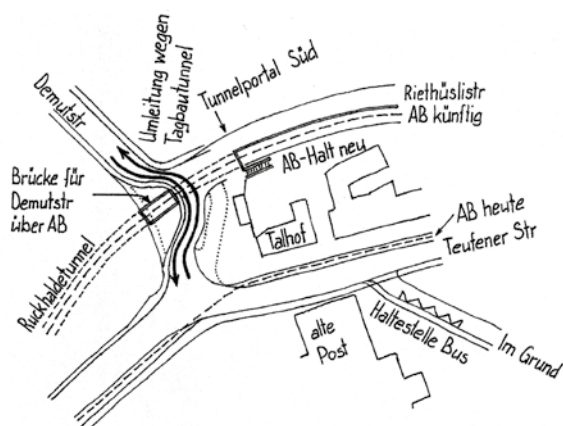 Demutstr
Umleitung wegen
Tagbautunnel
Tunnelportal Süd
Riethüslistr
AB künftig
AB-Halt neu
Brücke für
Demutstr
über AB
Talhof
AB heute
Teufener Str
Ruckhaldetunnel
alte
Post
Haltestelle Bus
Im Grund